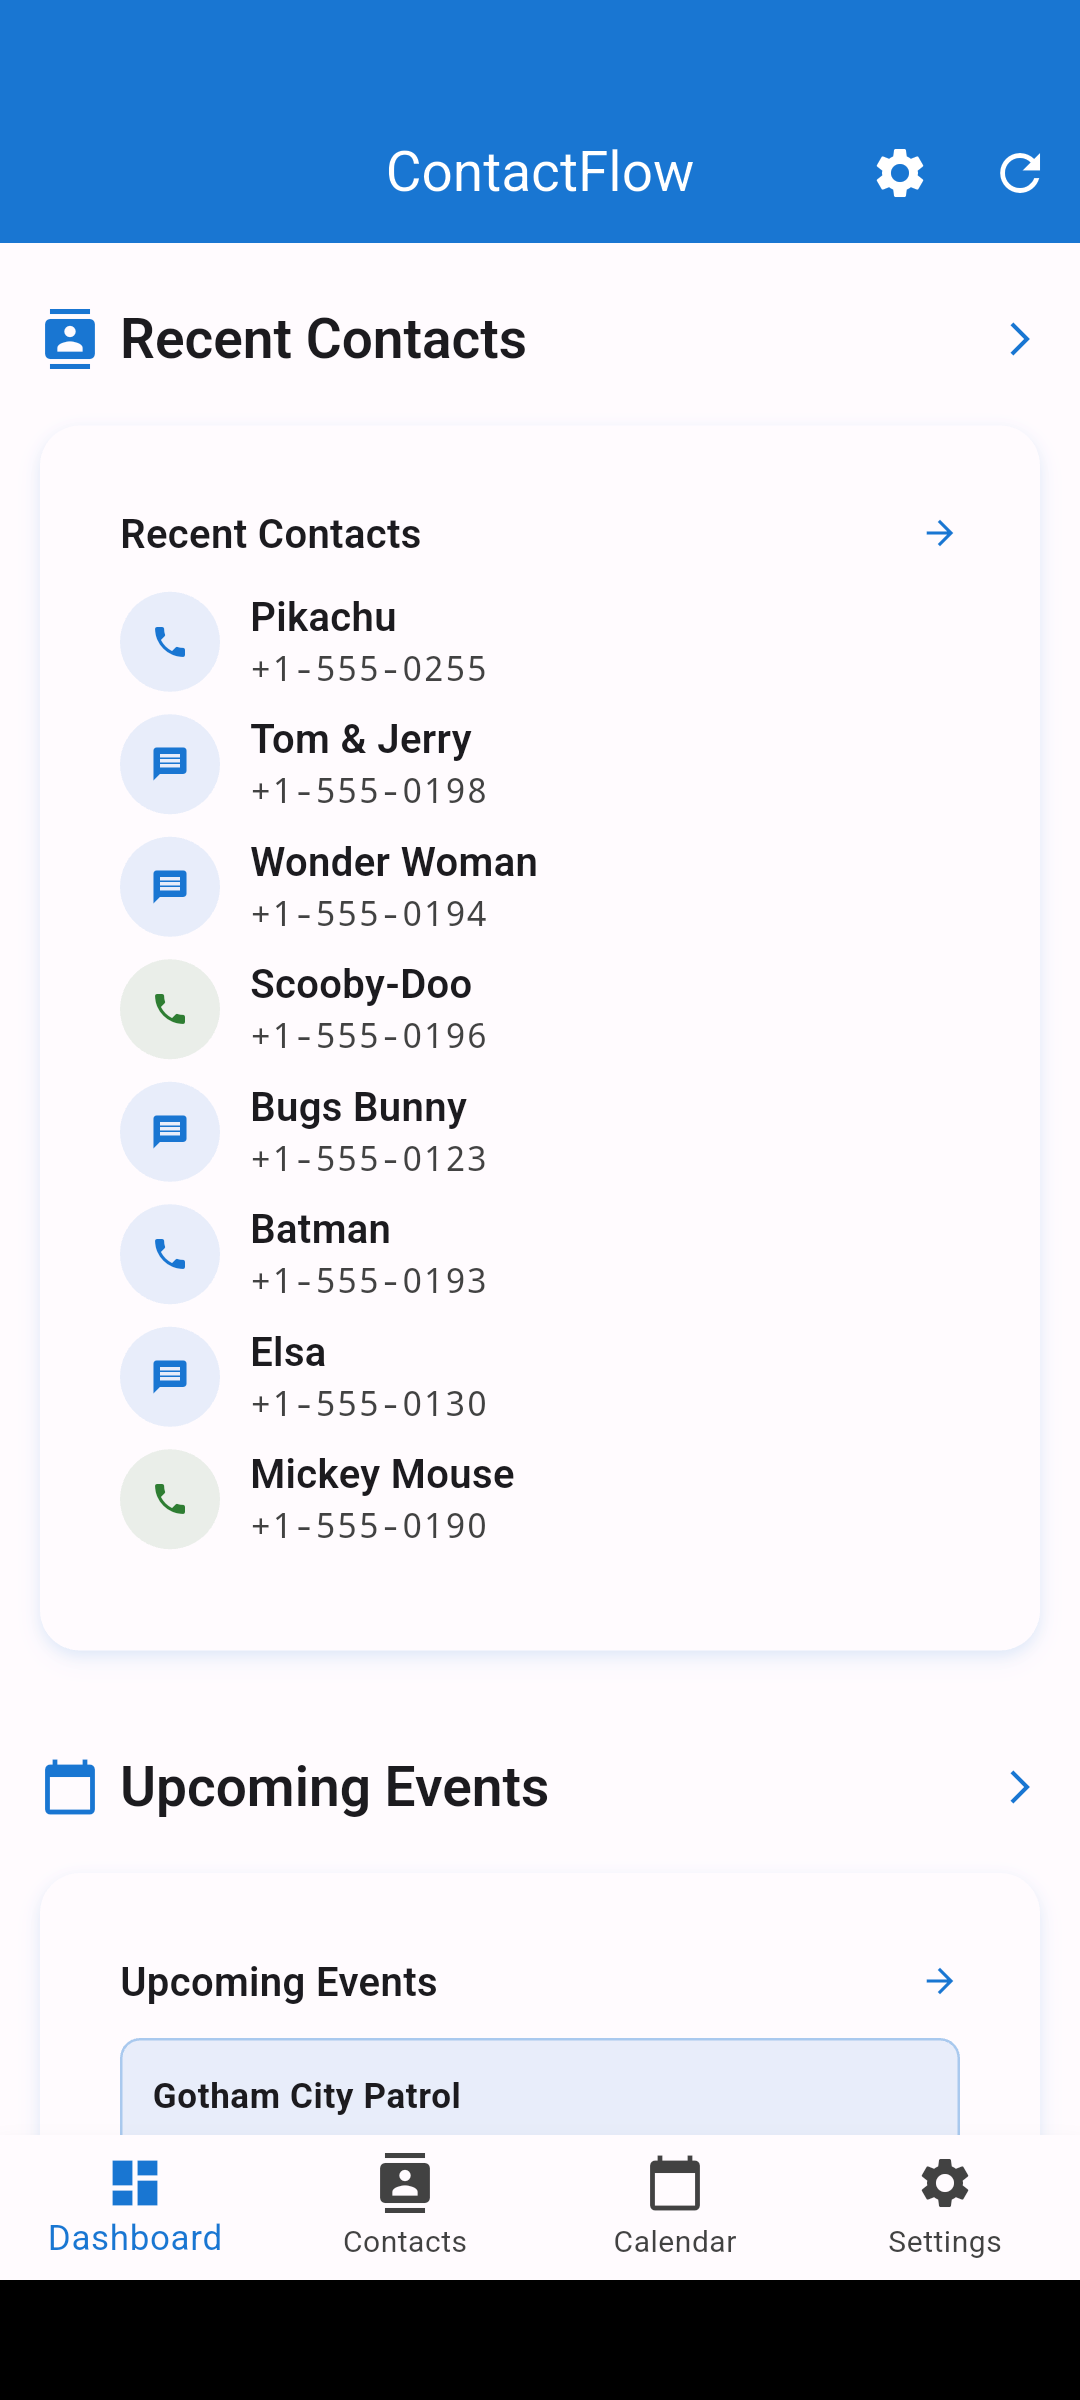 ContactFlow
Recent Contacts
Recent Contacts
Pikachu
+1-555-0255
Tom & Jerry
+1-555-0198
Wonder Woman
+1-555-0194
Scooby-Doo
+1-555-0196
Bugs Bunny
+1-555-0123
Batman
+1-555-0193
Elsa
+1-555-0130
Mickey Mouse
+1-555-0190
Upcoming Events
Upcoming Events
Gotham City Patrol
Dashboard
Contacts
Calendar
Settings